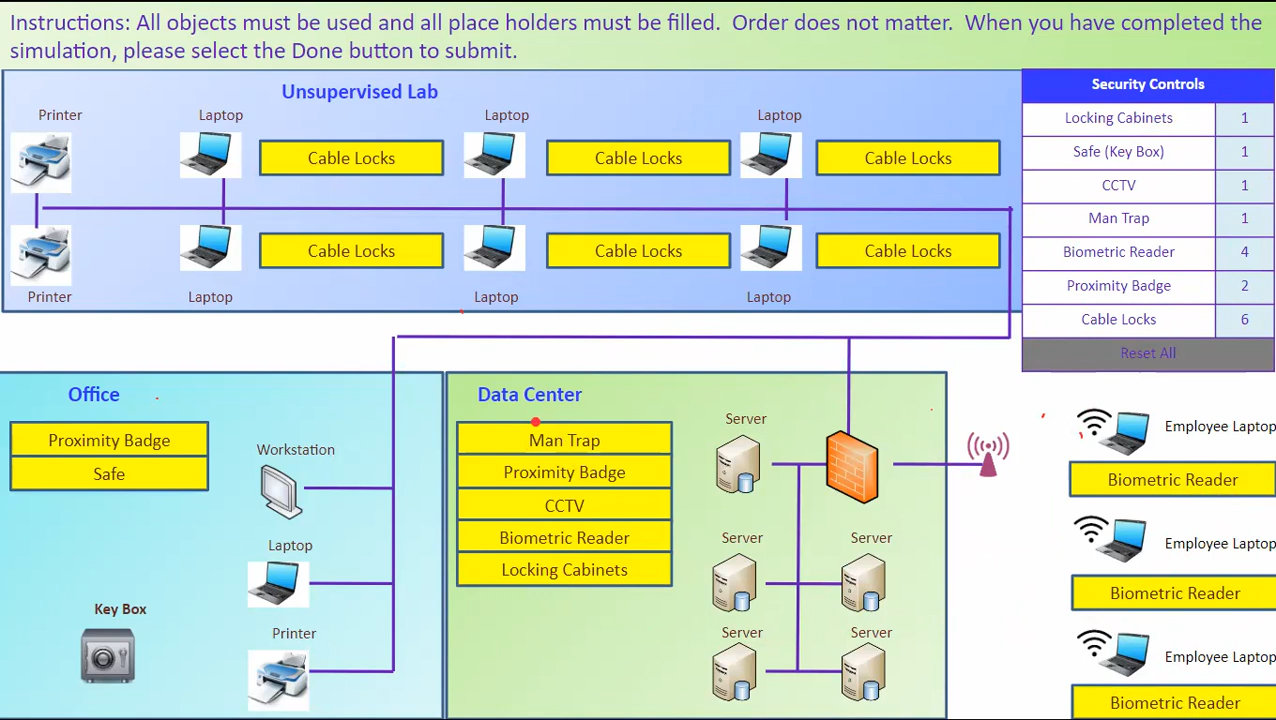 Instructions: All objects must be used and all place holders must be filled.  Order does not matter.  When you have completed the
simulation, please select the Done button to submit.
Unsupervised Lab
Security Controls
Printer
Laptop
Laptop
Laptop
Locking Cabinets 1
Safe (Key Box) 1
CCTV 1
Man Trap 1
Biometric Reader 4
Proximity Badge 2
Cable Locks 6
Reset All
Cable Locks
Cable Locks
Cable Locks
Cable Locks
Cable Locks
Cable Locks
Printer
Laptop
Laptop
Laptop
Office
Proximity Badge
Safe
Workstation
Laptop
Key Box
Printer
Data Center
Man Trap
Proximity Badge
CCTV
Biometric Reader
Locking Cabinets
Server
Server
Server
Server
Server
Employee Laptop
Biometric Reader
Employee Laptop
Biometric Reader
Employee Laptop
Biometric Reader